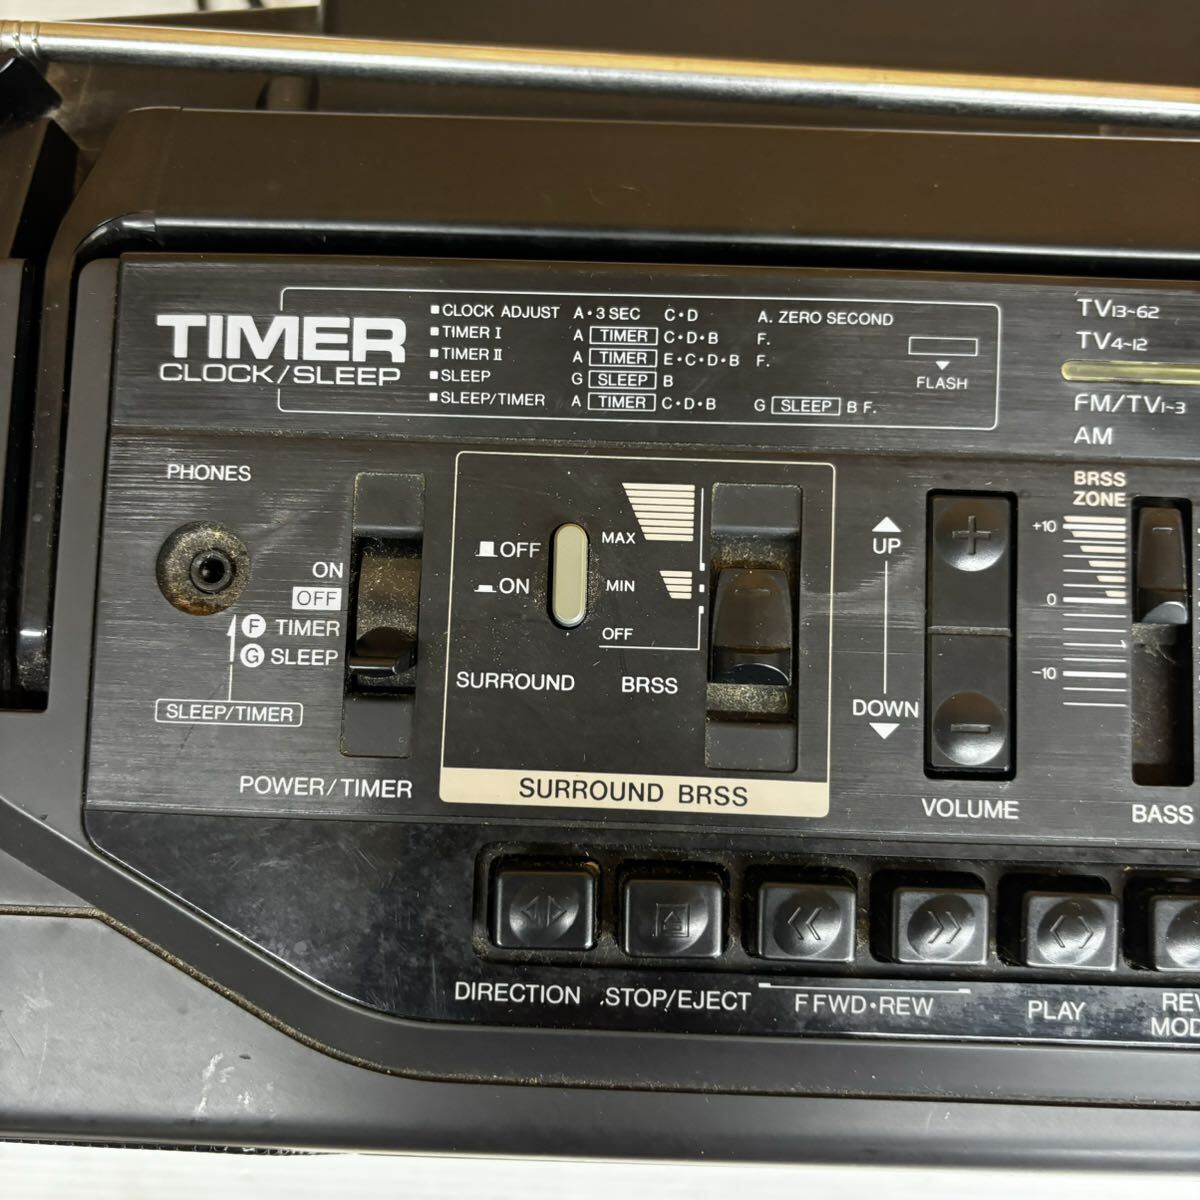 TIMER
CLOCK/SLEEP
■CLOCK ADJUST A・3 SEC C・D A. ZERO SECOND
■TIMER I A TIMER C・D・B F.
■TIMER II A TIMER E・C・D・B F.
■SLEEP G SLEEP B
■SLEEP/TIMER A TIMER C・D・B G SLEEP B F.
FLASH
TV13~62
TV4~12
FM/TV1~3
AM
PHONES
ON
OFF
F TIMER
G SLEEP
SLEEP/TIMER
POWER/TIMER
OFF
ON
SURROUND
MAX
MIN
OFF
BRSS
SURROUND BRSS
UP
DOWN
VOLUME
BRSS
ZONE
+10
0
-10
BASS
DIRECTION
STOP/EJECT
F FWD・REW
PLAY
REV
MOD